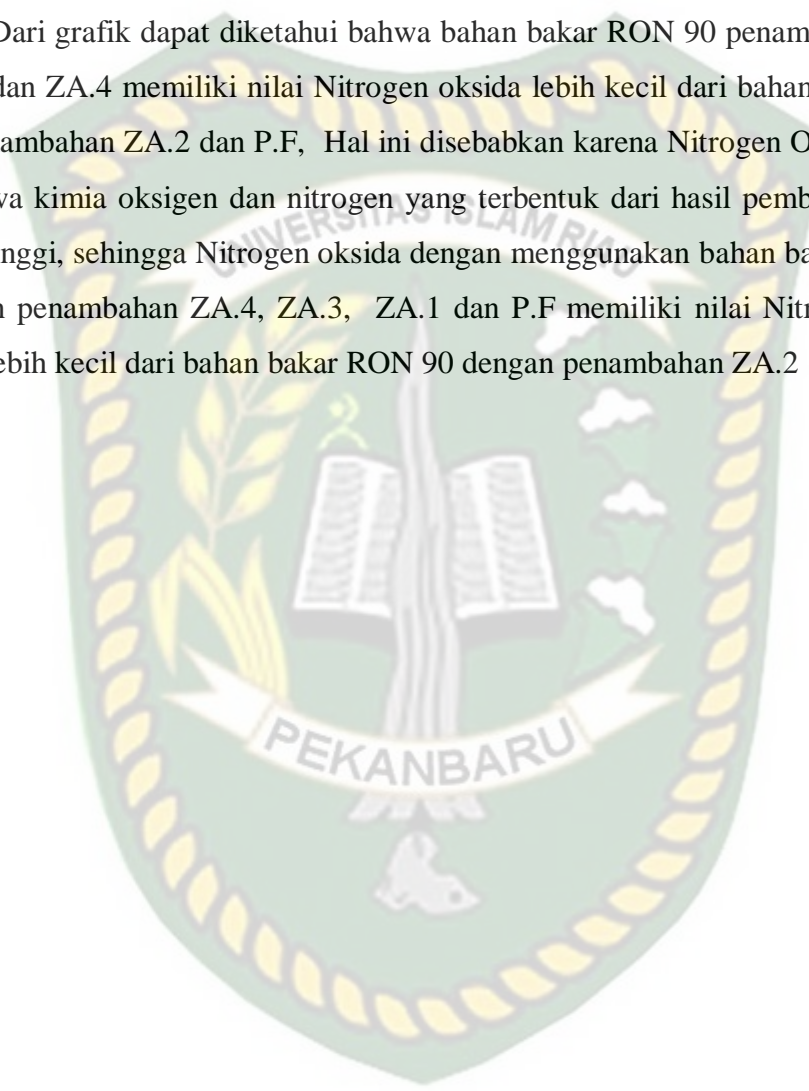 Dari grafik dapat diketahui bahwa bahan bakar RON 90 penam
dan ZA.4 memiliki nilai Nitrogen oksida lebih kecil dari bahan
ambahan ZA.2 dan P.F, Hal ini disebabkan karena Nitrogen O
wa kimia oksigen dan nitrogen yang terbentuk dari hasil pemb
nggi, sehingga Nitrogen oksida dengan menggunakan bahan ba
n penambahan ZA.4, ZA.3, ZA.1 dan P.F memiliki nilai Nitr
ebih kecil dari bahan bakar RON 90 dengan penambahan ZA.2
UNIVERSITAS ISLAM RIAU
PEKANBARU